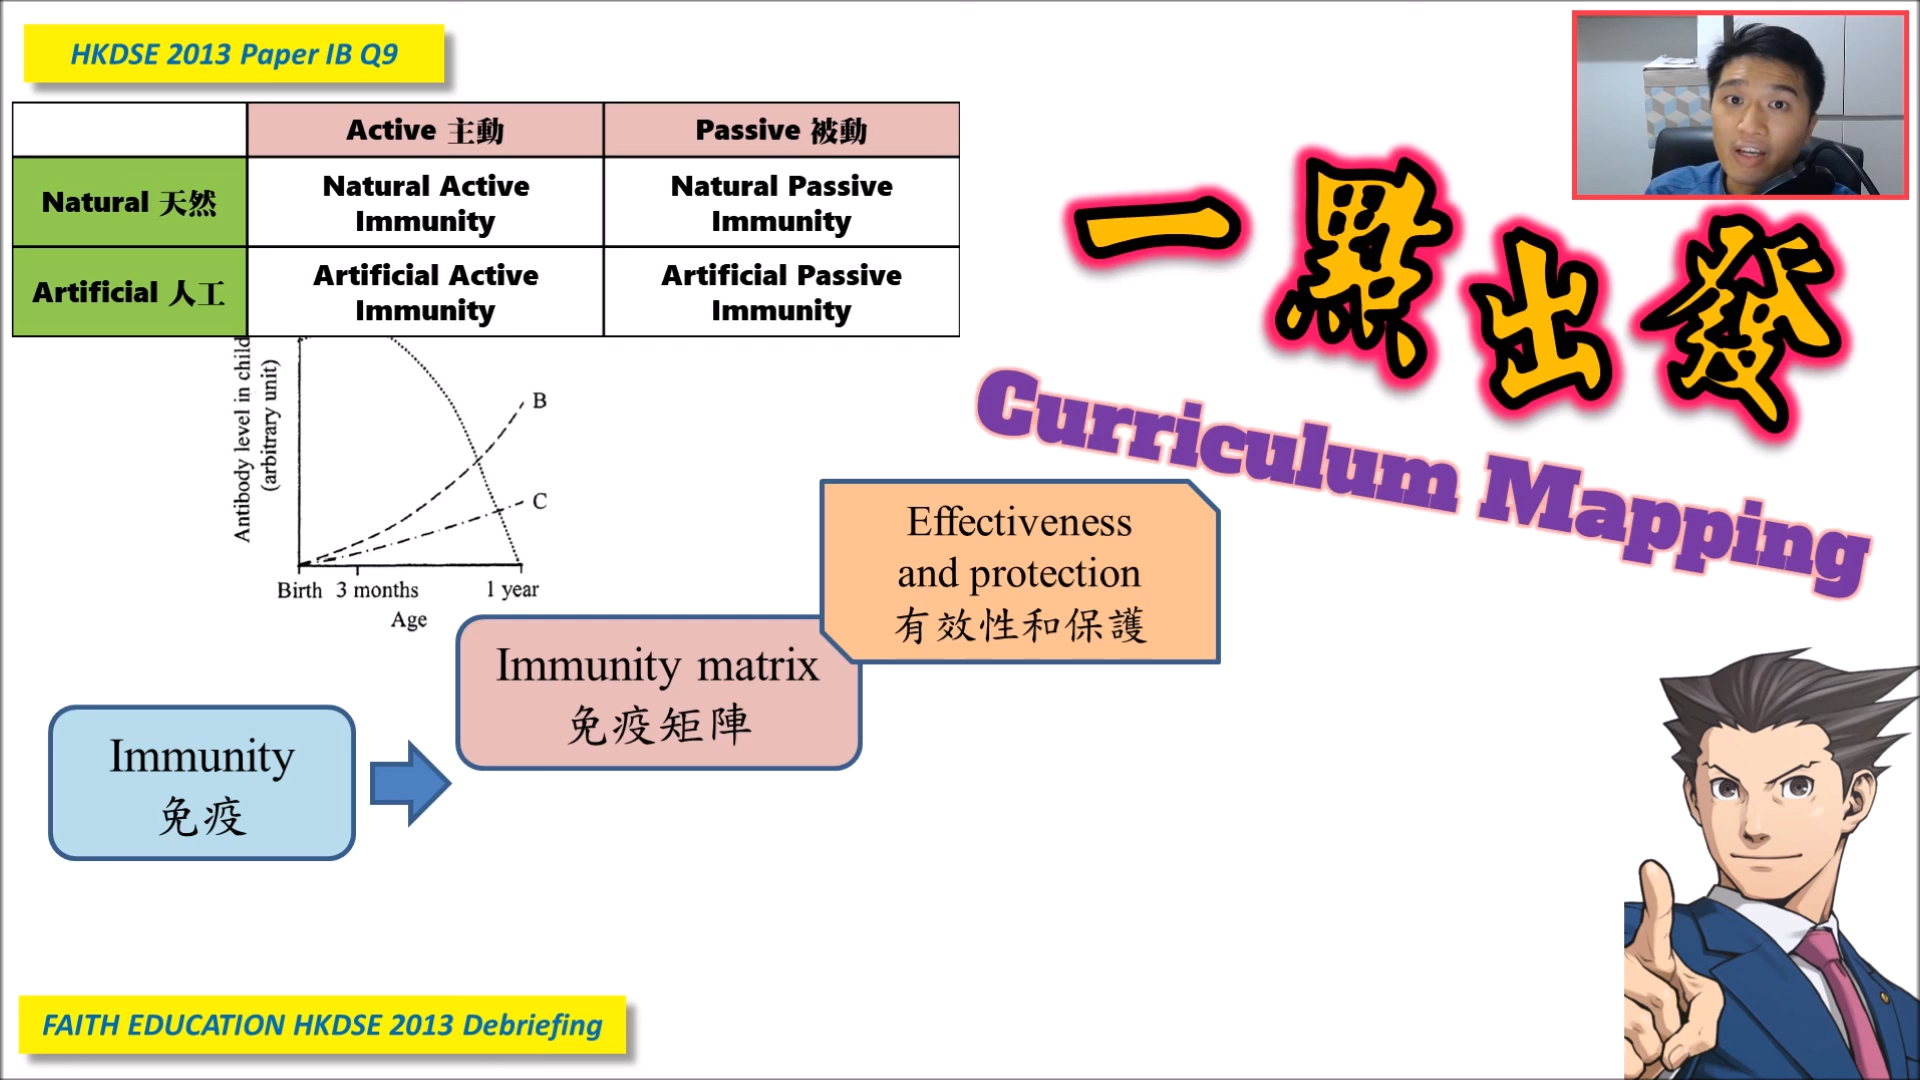 HKDSE 2013 Paper IB Q9
Active 主動
Passive 被動
Natural 天然
Natural Active
Immunity
Natural Passive
Immunity
Artificial 人工
Artificial Active
Immunity
Artificial Passive
Immunity
Antibody level in child
(arbitrary unit)
B
C
Birth 3 months 1 year
Age
一點出發
Curriculum Mapping
Effectiveness
and protection
有效性和保護
Immunity matrix
免疫矩陣
Immunity
免疫
FAITH EDUCATION HKDSE 2013 Debriefing